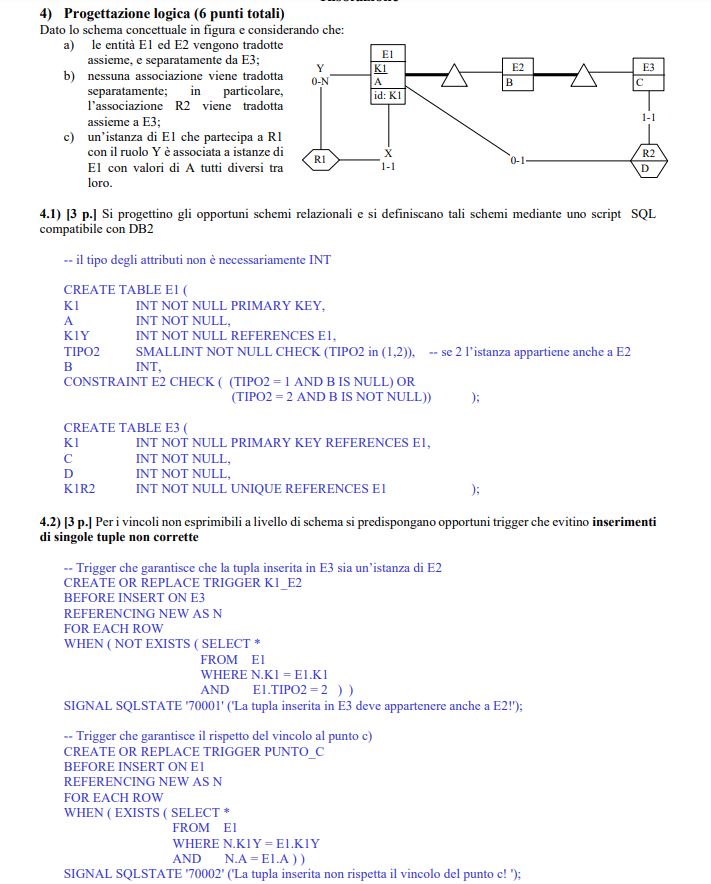 4) Progettazione logica (6 punti totali)
Dato lo schema concettuale in figura e considerando che:
a) le entità E1 ed E2 vengono tradotte
assieme, e separatamente da E3;
b) nessuna associazione viene tradotta
separatamente; in particolare,
l'associazione R2 viene tradotta
assieme a E3;
c) un'istanza di E1 che partecipa a R1
con il ruolo Y è associata a istanze di
E1 con valori di A tutti diversi tra
loro.
E1
K1
A
id: K1
Y
0-N
R1
X
1-1
E2
B
E3
C
1-1
0-1
R2
D
4.1) [3 p.] Si progettino gli opportuni schemi relazionali e si definiscano tali schemi mediante uno script SQL
compatibile con DB2
-- il tipo degli attributi non è necessariamente INT
CREATE TABLE E1 (
K1 INT NOT NULL PRIMARY KEY,
A INT NOT NULL,
K1Y INT NOT NULL REFERENCES E1,
TIPO2 SMALLINT NOT NULL CHECK (TIPO2 in (1,2)), -- se 2 l'istanza appartiene anche a E2
B INT,
CONSTRAINT E2 CHECK ( (TIPO2 = 1 AND B IS NULL) OR
(TIPO2 = 2 AND B IS NOT NULL)) );
CREATE TABLE E3 (
K1 INT NOT NULL PRIMARY KEY REFERENCES E1,
C INT NOT NULL,
D INT NOT NULL,
K1R2 INT NOT NULL UNIQUE REFERENCES E1 );
4.2) [3 p.] Per i vincoli non esprimibili a livello di schema si predispongano opportuni trigger che evitino inserimenti
di singole tuple non corrette
-- Trigger che garantisce che la tupla inserita in E3 sia un'istanza di E2
CREATE OR REPLACE TRIGGER K1_E2
BEFORE INSERT ON E3
REFERENCING NEW AS N
FOR EACH ROW
WHEN ( NOT EXISTS ( SELECT *
FROM E1
WHERE N.K1 = E1.K1
AND E1.TIPO2 = 2 ) )
SIGNAL SQLSTATE '70001' ('La tupla inserita in E3 deve appartenere anche a E2!');
-- Trigger che garantisce il rispetto del vincolo al punto c)
CREATE OR REPLACE TRIGGER PUNTO_C
BEFORE INSERT ON E1
REFERENCING NEW AS N
FOR EACH ROW
WHEN ( EXISTS ( SELECT *
FROM E1
WHERE N.K1Y = E1.K1Y
AND N.A = E1.A ) )
SIGNAL SQLSTATE '70002' ('La tupla inserita non rispetta il vincolo del punto c! ');